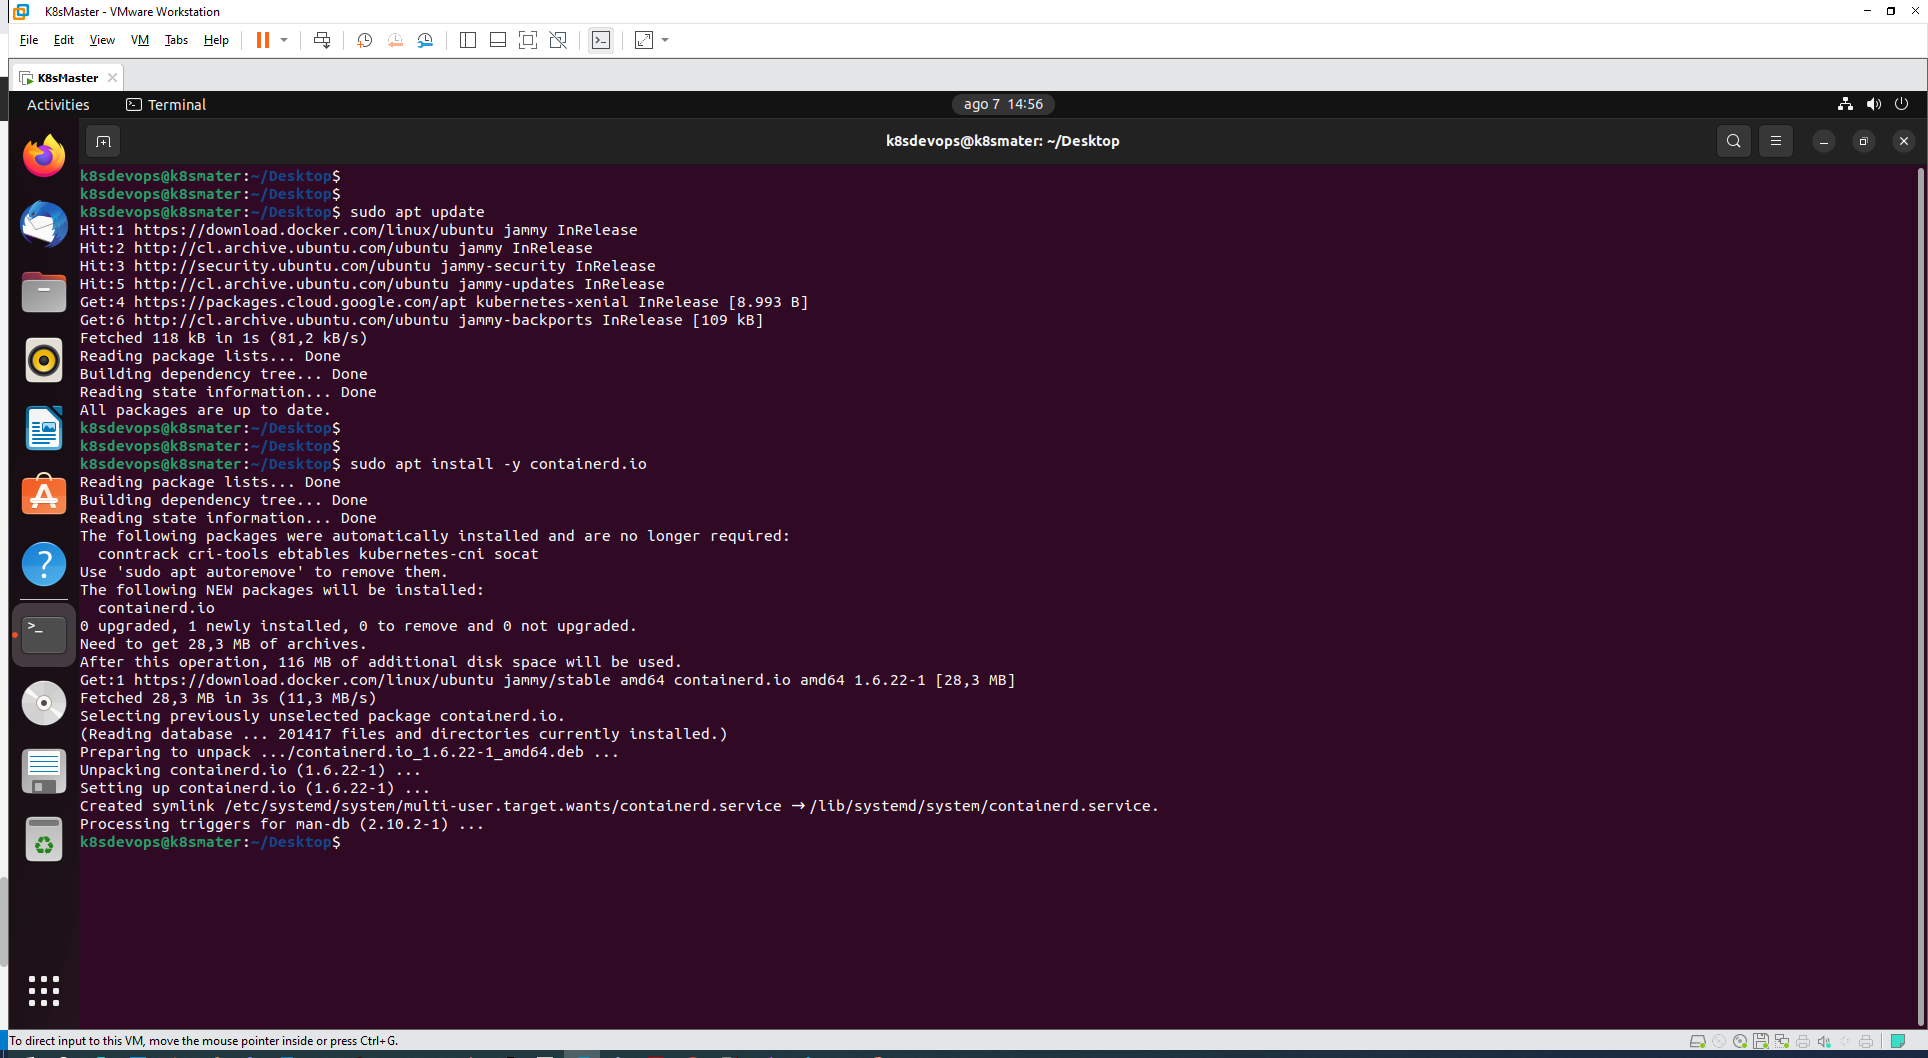 K8sMaster - VMware Workstation
File Edit View VM Tabs Help
K8sMaster
Activities Terminal ago 7 14:56
k8sdevops@k8smater: ~/Desktop
k8sdevops@k8smater:~/Desktop$
k8sdevops@k8smater:~/Desktop$
k8sdevops@k8smater:~/Desktop$ sudo apt update
Hit:1 https://download.docker.com/linux/ubuntu jammy InRelease
Hit:2 http://cl.archive.ubuntu.com/ubuntu jammy InRelease
Hit:3 http://security.ubuntu.com/ubuntu jammy-security InRelease
Hit:5 http://cl.archive.ubuntu.com/ubuntu jammy-updates InRelease
Get:4 https://packages.cloud.google.com/apt kubernetes-xenial InRelease [8.993 B]
Get:6 http://cl.archive.ubuntu.com/ubuntu jammy-backports InRelease [109 kB]
Fetched 118 kB in 1s (81,2 kB/s)
Reading package lists... Done
Building dependency tree... Done
Reading state information... Done
All packages are up to date.
k8sdevops@k8smater:~/Desktop$
k8sdevops@k8smater:~/Desktop$
k8sdevops@k8smater:~/Desktop$ sudo apt install -y containerd.io
Reading package lists... Done
Building dependency tree... Done
Reading state information... Done
The following packages were automatically installed and are no longer required:
  conntrack cri-tools ebtables kubernetes-cni socat
Use 'sudo apt autoremove' to remove them.
The following NEW packages will be installed:
  containerd.io
0 upgraded, 1 newly installed, 0 to remove and 0 not upgraded.
Need to get 28,3 MB of archives.
After this operation, 116 MB of additional disk space will be used.
Get:1 https://download.docker.com/linux/ubuntu jammy/stable amd64 containerd.io amd64 1.6.22-1 [28,3 MB]
Fetched 28,3 MB in 3s (11,3 MB/s)
Selecting previously unselected package containerd.io.
(Reading database ... 201417 files and directories currently installed.)
Preparing to unpack .../containerd.io_1.6.22-1_amd64.deb ...
Unpacking containerd.io (1.6.22-1) ...
Setting up containerd.io (1.6.22-1) ...
Created symlink /etc/systemd/system/multi-user.target.wants/containerd.service → /lib/systemd/system/containerd.service.
Processing triggers for man-db (2.10.2-1) ...
k8sdevops@k8smater:~/Desktop$
To direct input to this VM, move the mouse pointer inside or press Ctrl+G.